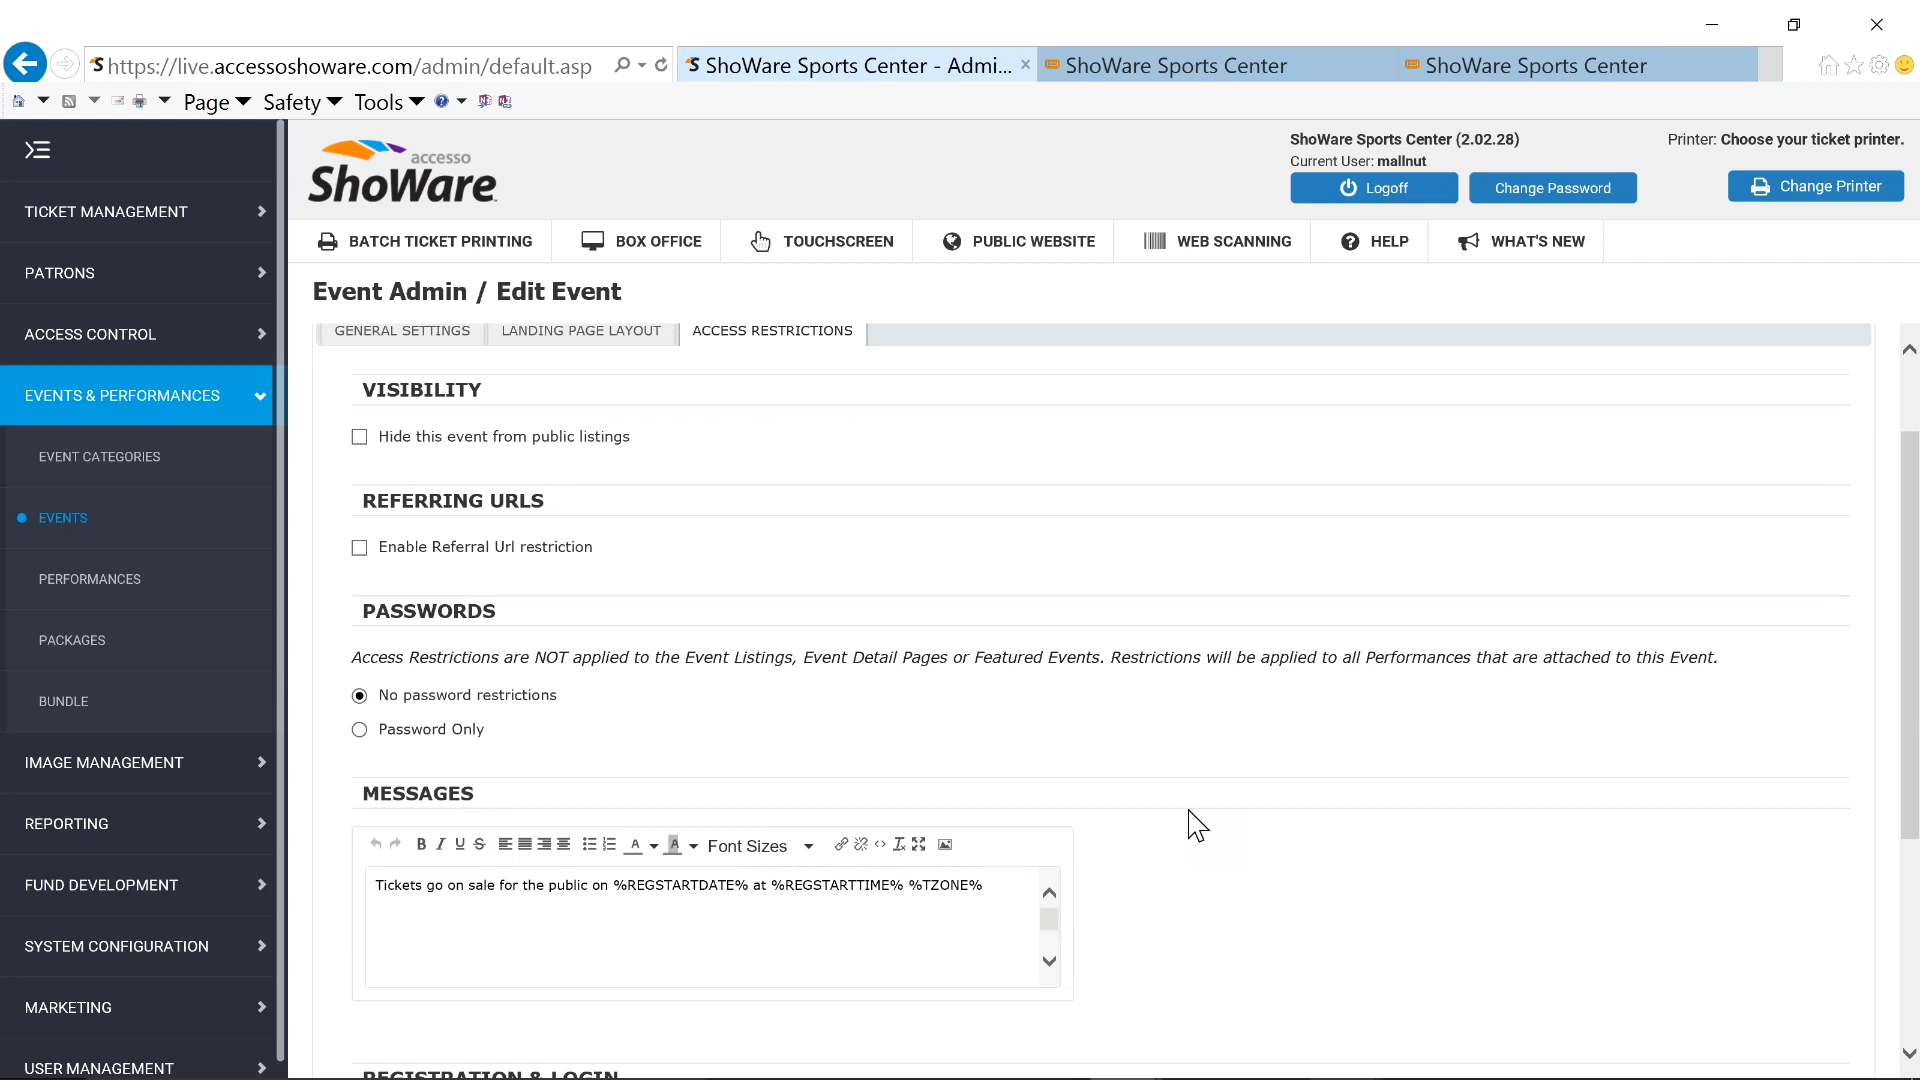 https://live.accessoshoware.com/admin/default.asp
ShoWare Sports Center - Admi...
ShoWare Sports Center
ShoWare Sports Center
Page
Safety
Tools
accesso
ShoWare
ShoWare Sports Center (2.02.28)
Current User: mallnut
Logoff
Change Password
Printer: Choose your ticket printer.
Change Printer
BATCH TICKET PRINTING
BOX OFFICE
TOUCHSCREEN
PUBLIC WEBSITE
WEB SCANNING
HELP
WHAT'S NEW
TICKET MANAGEMENT
PATRONS
ACCESS CONTROL
EVENTS & PERFORMANCES
EVENT CATEGORIES
EVENTS
PERFORMANCES
PACKAGES
BUNDLE
IMAGE MANAGEMENT
REPORTING
FUND DEVELOPMENT
SYSTEM CONFIGURATION
MARKETING
USER MANAGEMENT
Event Admin / Edit Event
GENERAL SETTINGS
LANDING PAGE LAYOUT
ACCESS RESTRICTIONS
VISIBILITY
Hide this event from public listings
REFERRING URLS
Enable Referral Url restriction
PASSWORDS
Access Restrictions are NOT applied to the Event Listings, Event Detail Pages or Featured Events. Restrictions will be applied to all Performances that are attached to this Event.
No password restrictions
Password Only
MESSAGES
Font Sizes
Tickets go on sale for the public on %REGSTARTDATE% at %REGSTARTTIME% %TZONE%
REGISTRATION & LOGIN